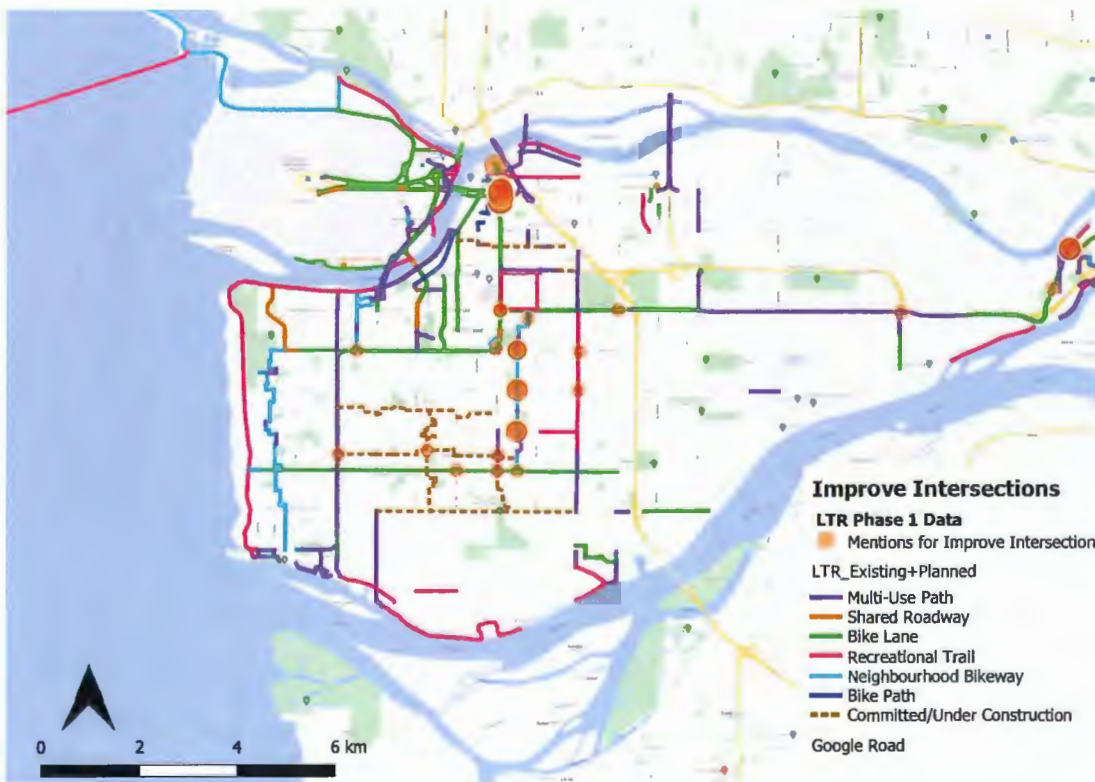 Improve Intersections
LTR Phase 1 Data
Mentions for Improve Intersection
LTR_Existing+Planned
Multi-Use Path
Shared Roadway
Bike Lane
Recreational Trail
Neighbourhood Bikeway
Bike Path
Committed/Under Construction
Google Road
0 2 4 6 km